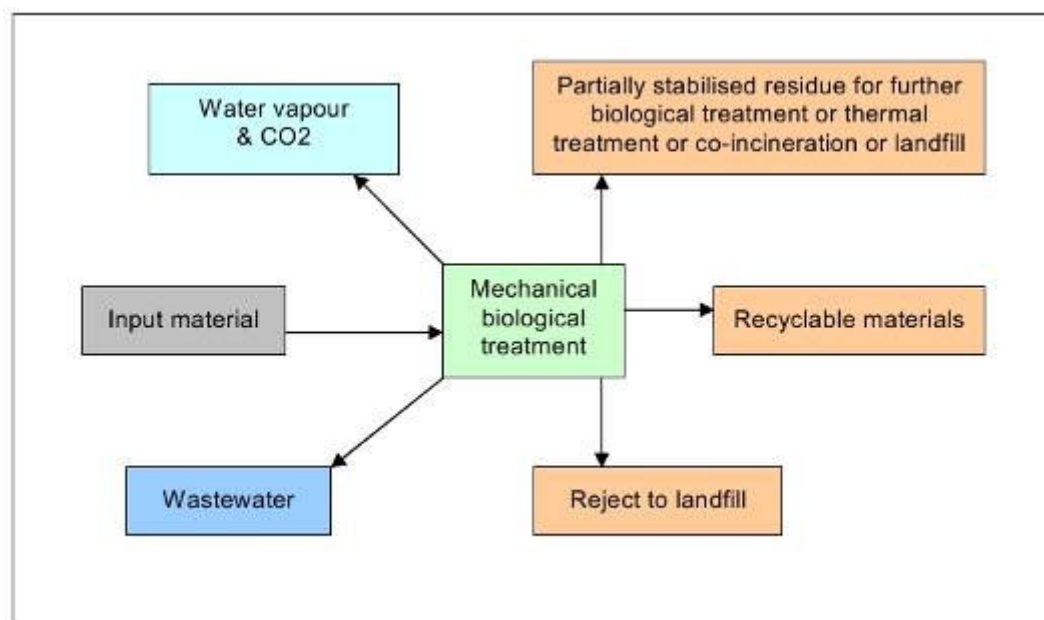 Water vapour
& CO2
Partially stabilised residue for further
biological treatment or thermal
treatment or co-incineration or landfill
Input material
Mechanical
biological
treatment
Recyclable materials
Wastewater
Reject to landfill